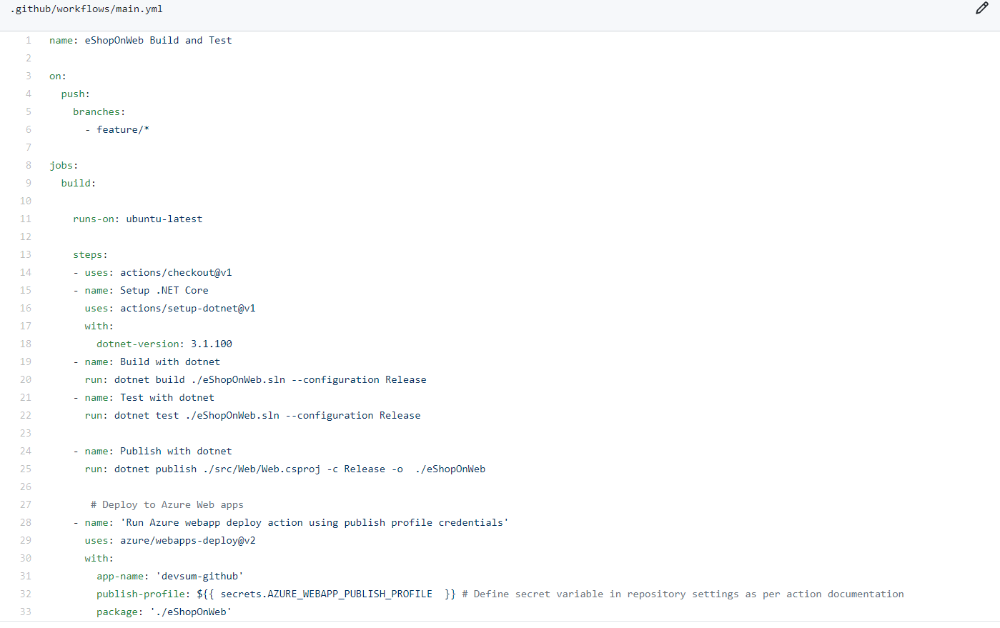 .github/workflows/main.yml
1 name: eShopOnWeb Build and Test
2
3 on:
4   push:
5     branches:
6       - feature/*
7
8 jobs:
9   build:
10
11     runs-on: ubuntu-latest
12
13     steps:
14     - uses: actions/checkout@v1
15     - name: Setup .NET Core
16       uses: actions/setup-dotnet@v1
17       with:
18         dotnet-version: 3.1.100
19     - name: Build with dotnet
20       run: dotnet build ./eShopOnWeb.sln --configuration Release
21     - name: Test with dotnet
22       run: dotnet test ./eShopOnWeb.sln --configuration Release
23
24     - name: Publish with dotnet
25       run: dotnet publish ./src/Web/Web.csproj -c Release -o  ./eShopOnWeb
26
27        # Deploy to Azure Web apps
28     - name: 'Run Azure webapp deploy action using publish profile credentials'
29       uses: azure/webapps-deploy@v2
30       with:
31         app-name: 'devsum-github'
32         publish-profile: ${{ secrets.AZURE_WEBAPP_PUBLISH_PROFILE  }} # Define secret variable in repository settings as per action documentation
33         package: './eShopOnWeb'